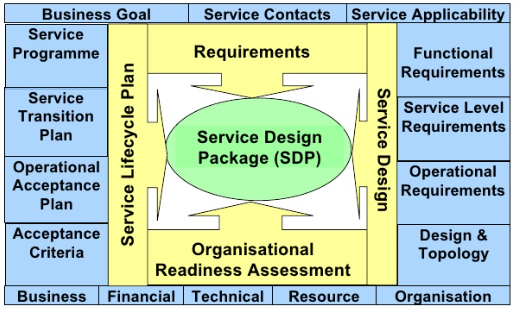 Business Goal
Service Contacts
Service Applicability
Service
Programme
Service
Transition
Plan
Operational
Acceptance
Plan
Acceptance
Criteria
Service Lifecycle Plan
Requirements
Service Design
Package (SDP)
Organisational
Readiness Assessment
Service Design
Functional
Requirements
Service Level
Requirements
Operational
Requirements
Design &
Topology
Business
Financial
Technical
Resource
Organisation